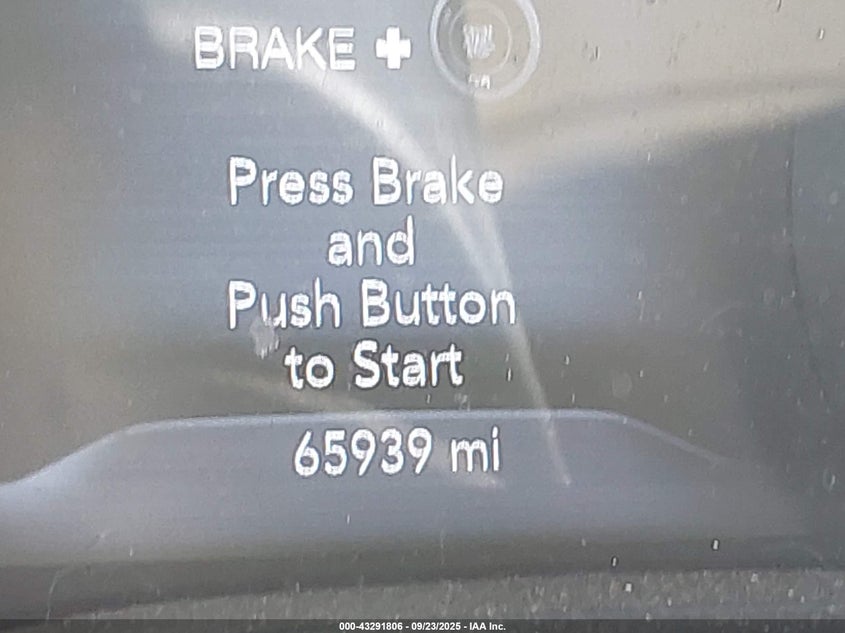 BRAKE +
Press Brake
and
Push Button
to Start
65939 mi
000-43291806 - 09/23/2025 - IAA Inc.